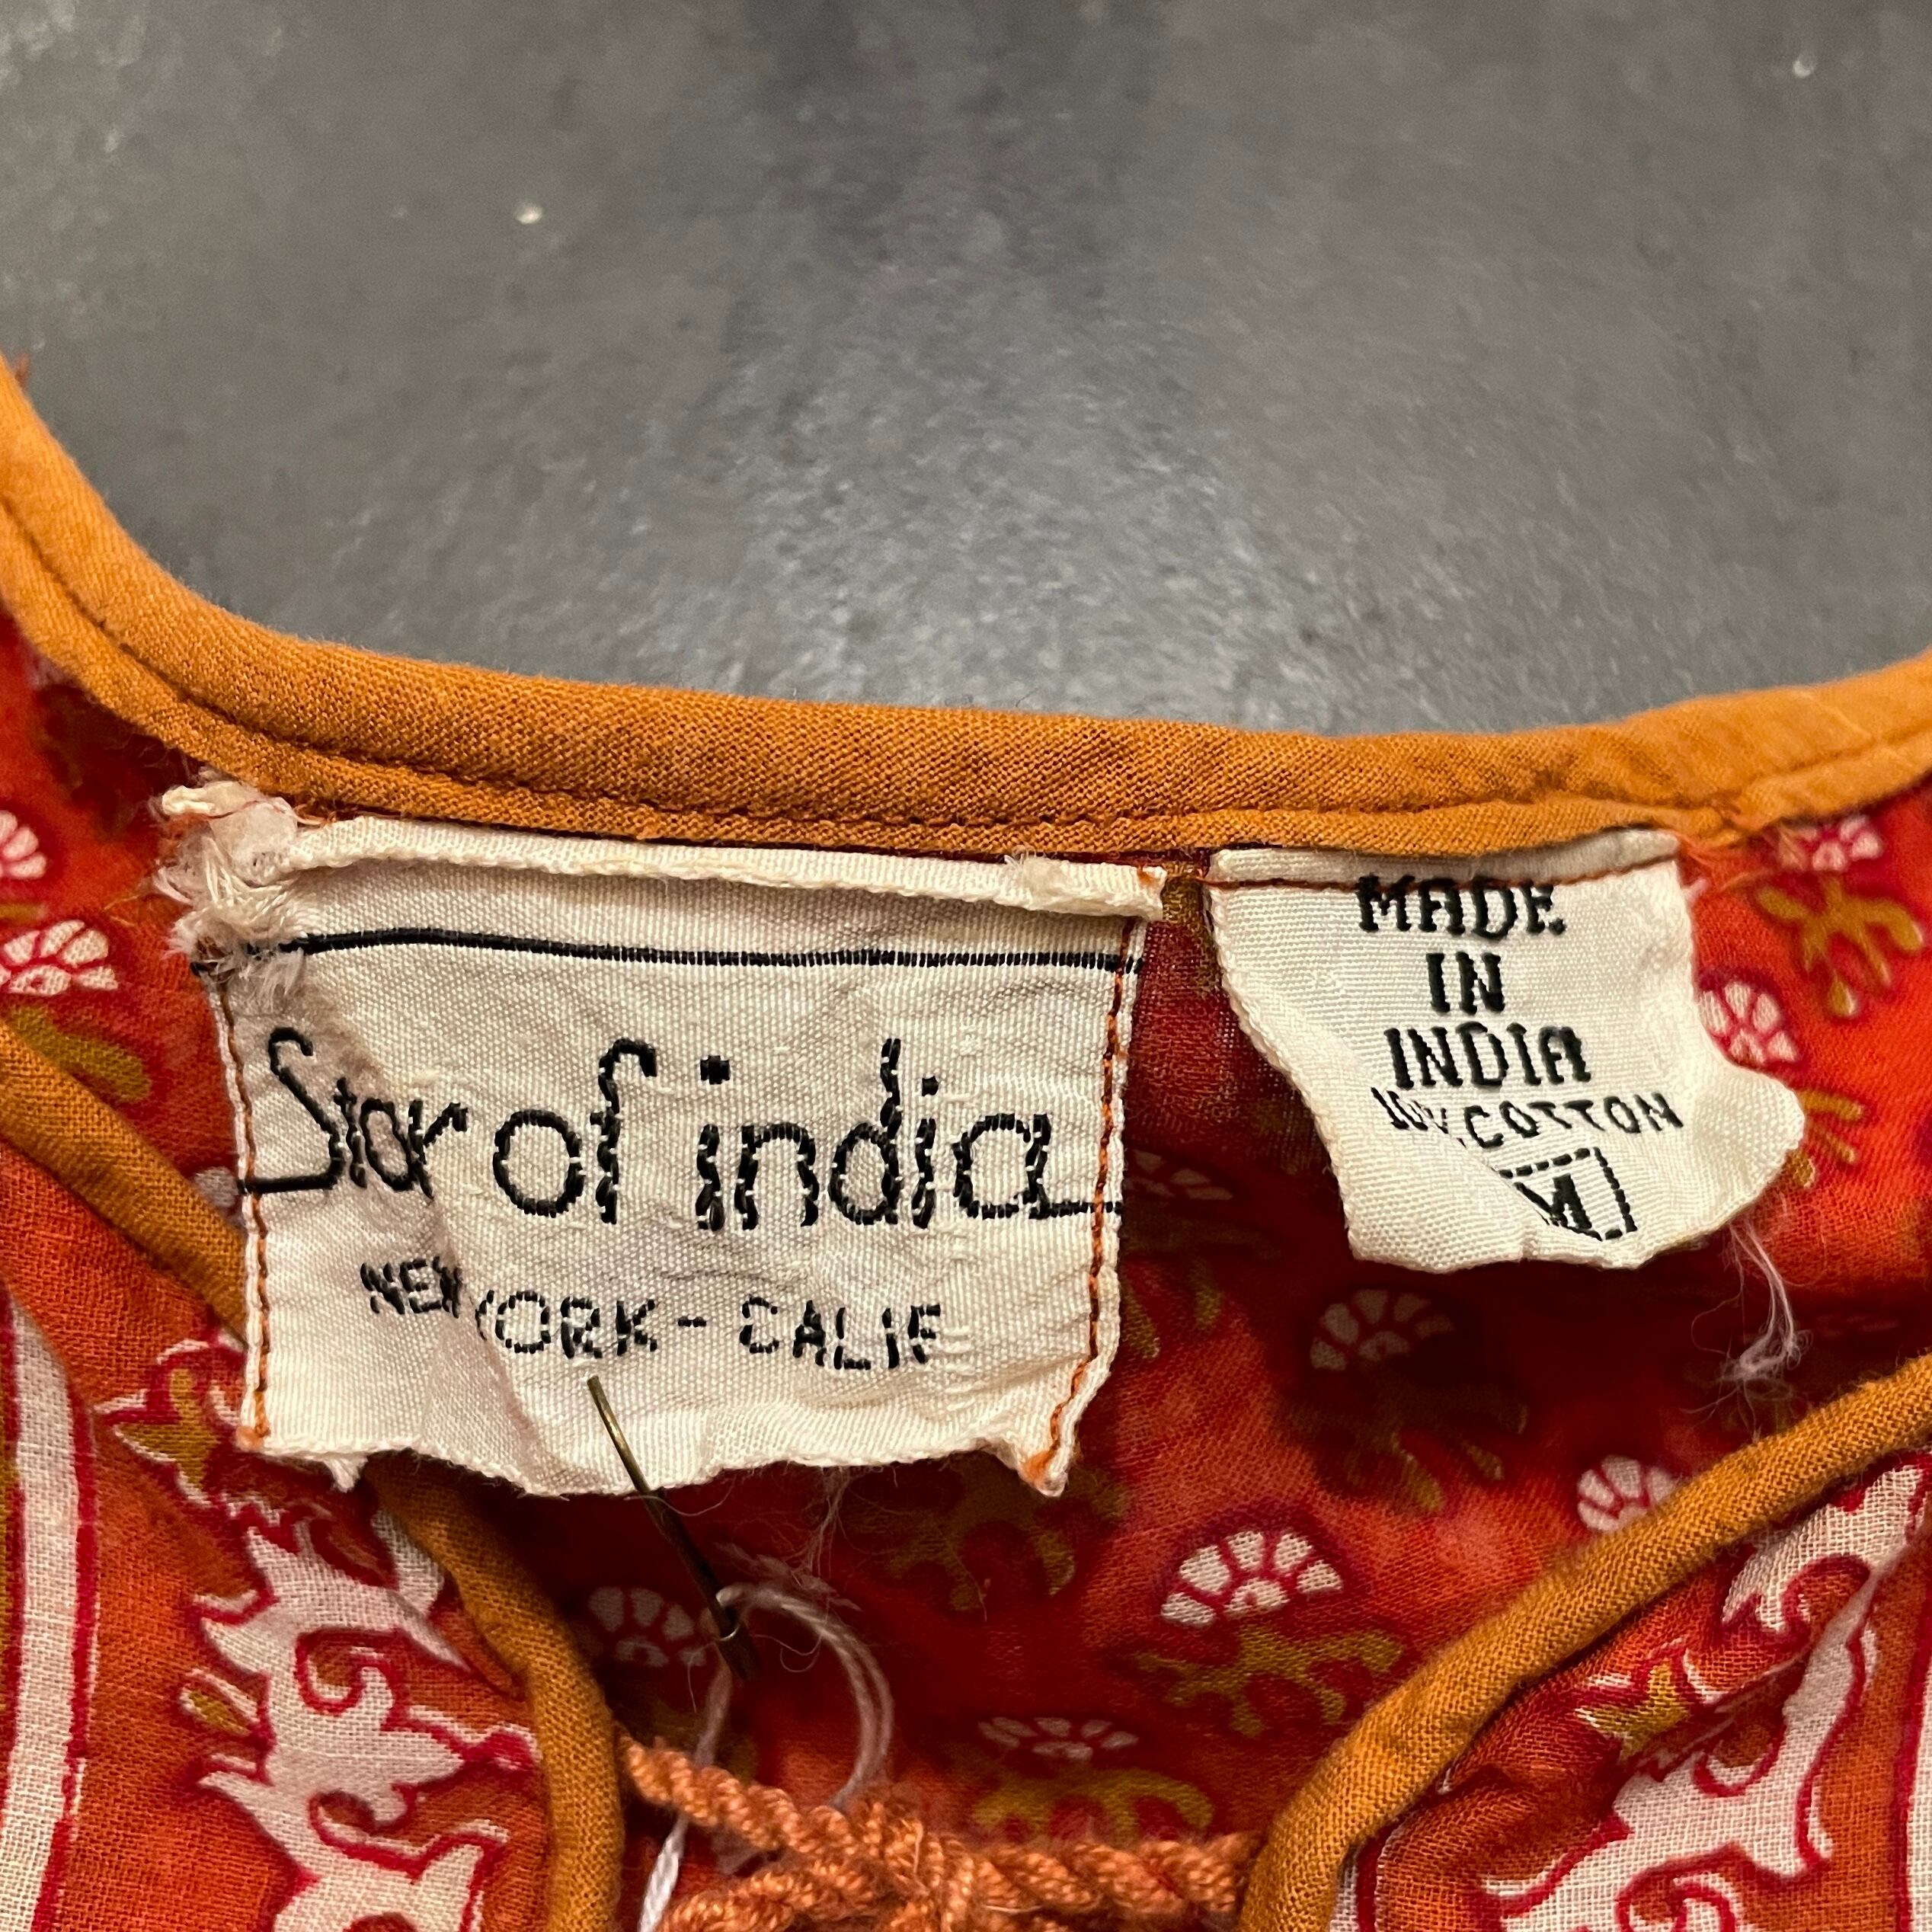 Star of india
NEW YORK - CALIF
MADE
IN
INDIA
COTTON
M